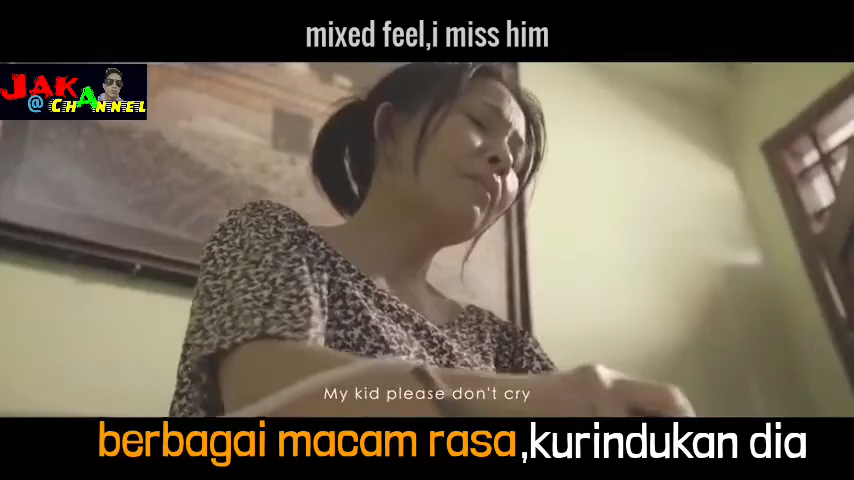 mixed feel,i miss him
JAKA
@ CHANNEL
My kid please don't cry
berbagai macam rasa,kurindukan dia